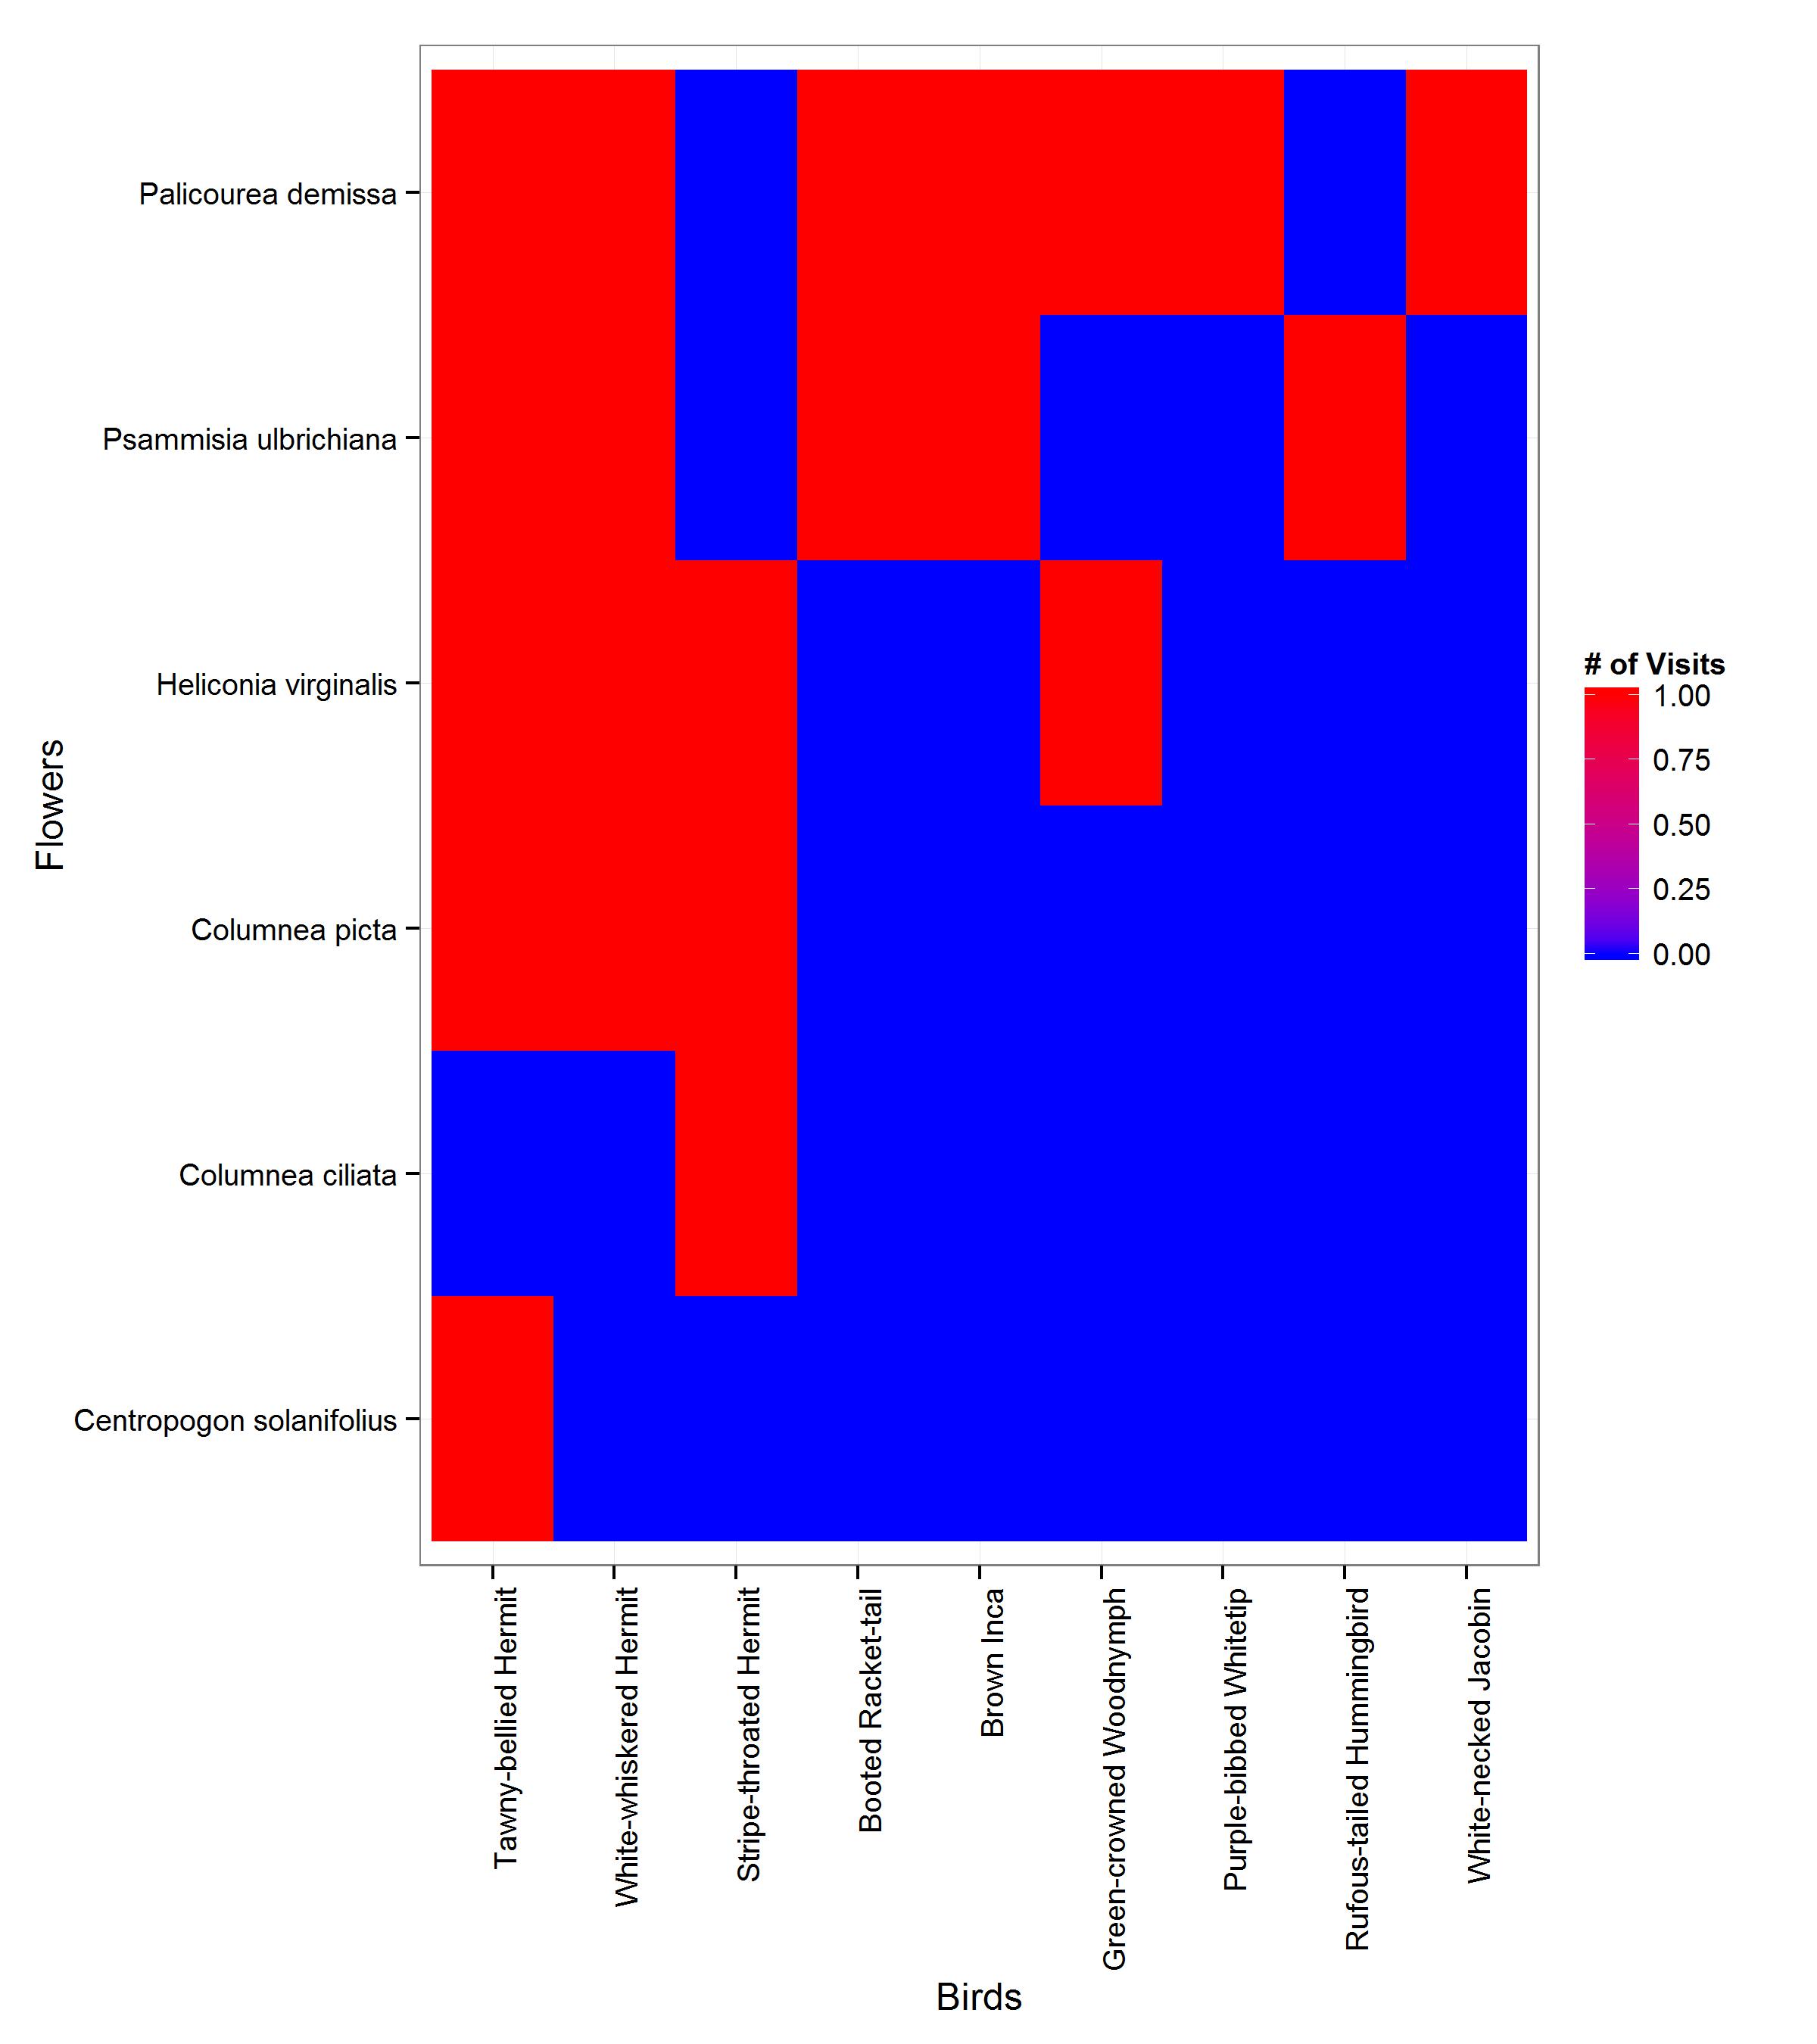 Palicourea demissa
Psammisia ulbrichiana
Heliconia virginalis
Columnea picta
Columnea ciliata
Centropogon solanifolius
Flowers
Tawny-bellied Hermit
White-whiskered Hermit
Stripe-throated Hermit
Booted Racket-tail
Brown Inca
Green-crowned Woodnymph
Purple-bibbed Whitetip
Rufous-tailed Hummingbird
White-necked Jacobin
Birds
# of Visits
1.00
0.75
0.50
0.25
0.00